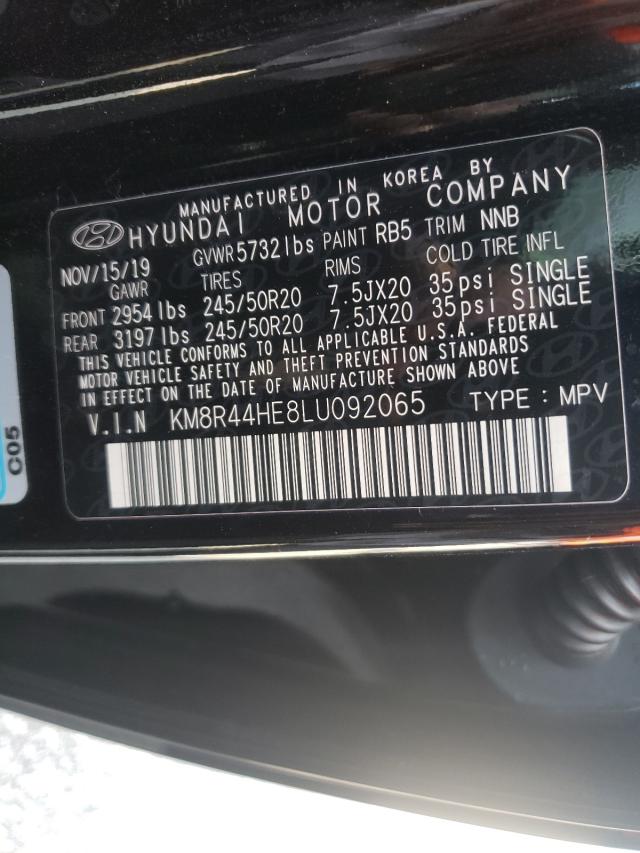 MANUFACTURED IN KOREA BY
HYUNDAI MOTOR COMPANY
NOV/15/19 GVWR 5732 lbs PAINT RB5 TRIM NNB
GAWR TIRES RIMS COLD TIRE INFL
FRONT 2954 lbs 245/50R20 7.5JX20 35psi SINGLE
REAR 3197 lbs 245/50R20 7.5JX20 35psi SINGLE
THIS VEHICLE CONFORMS TO ALL APPLICABLE U.S.A. FEDERAL
MOTOR VEHICLE SAFETY AND THEFT PREVENTION STANDARDS
IN EFFECT ON THE DATE OF MANUFACTURE SHOWN ABOVE
V.I.N KM8R44HE8LU092065 TYPE : MPV
C05